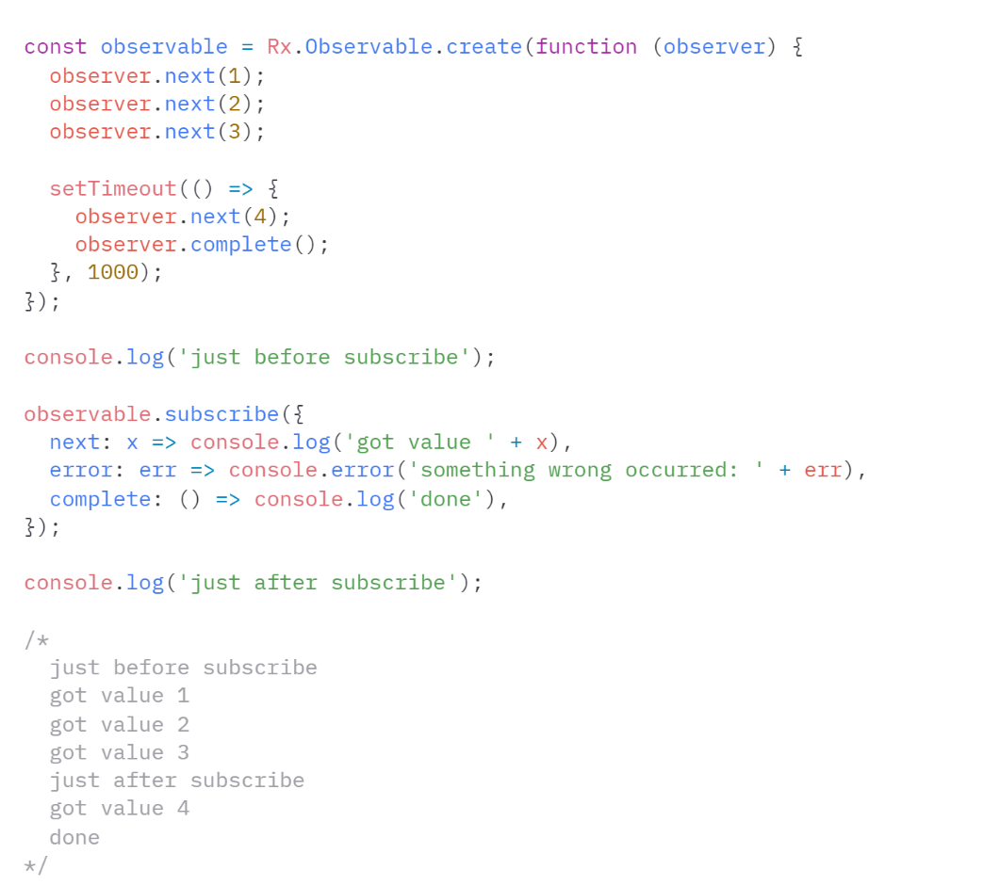 const observable = Rx.Observable.create(function (observer) {
  observer.next(1);
  observer.next(2);
  observer.next(3);

  setTimeout(() => {
    observer.next(4);
    observer.complete();
  }, 1000);
});

console.log('just before subscribe');

observable.subscribe({
  next: x => console.log('got value ' + x),
  error: err => console.error('something wrong occurred: ' + err),
  complete: () => console.log('done'),
});

console.log('just after subscribe');

/*
  just before subscribe
  got value 1
  got value 2
  got value 3
  just after subscribe
  got value 4
  done
*/